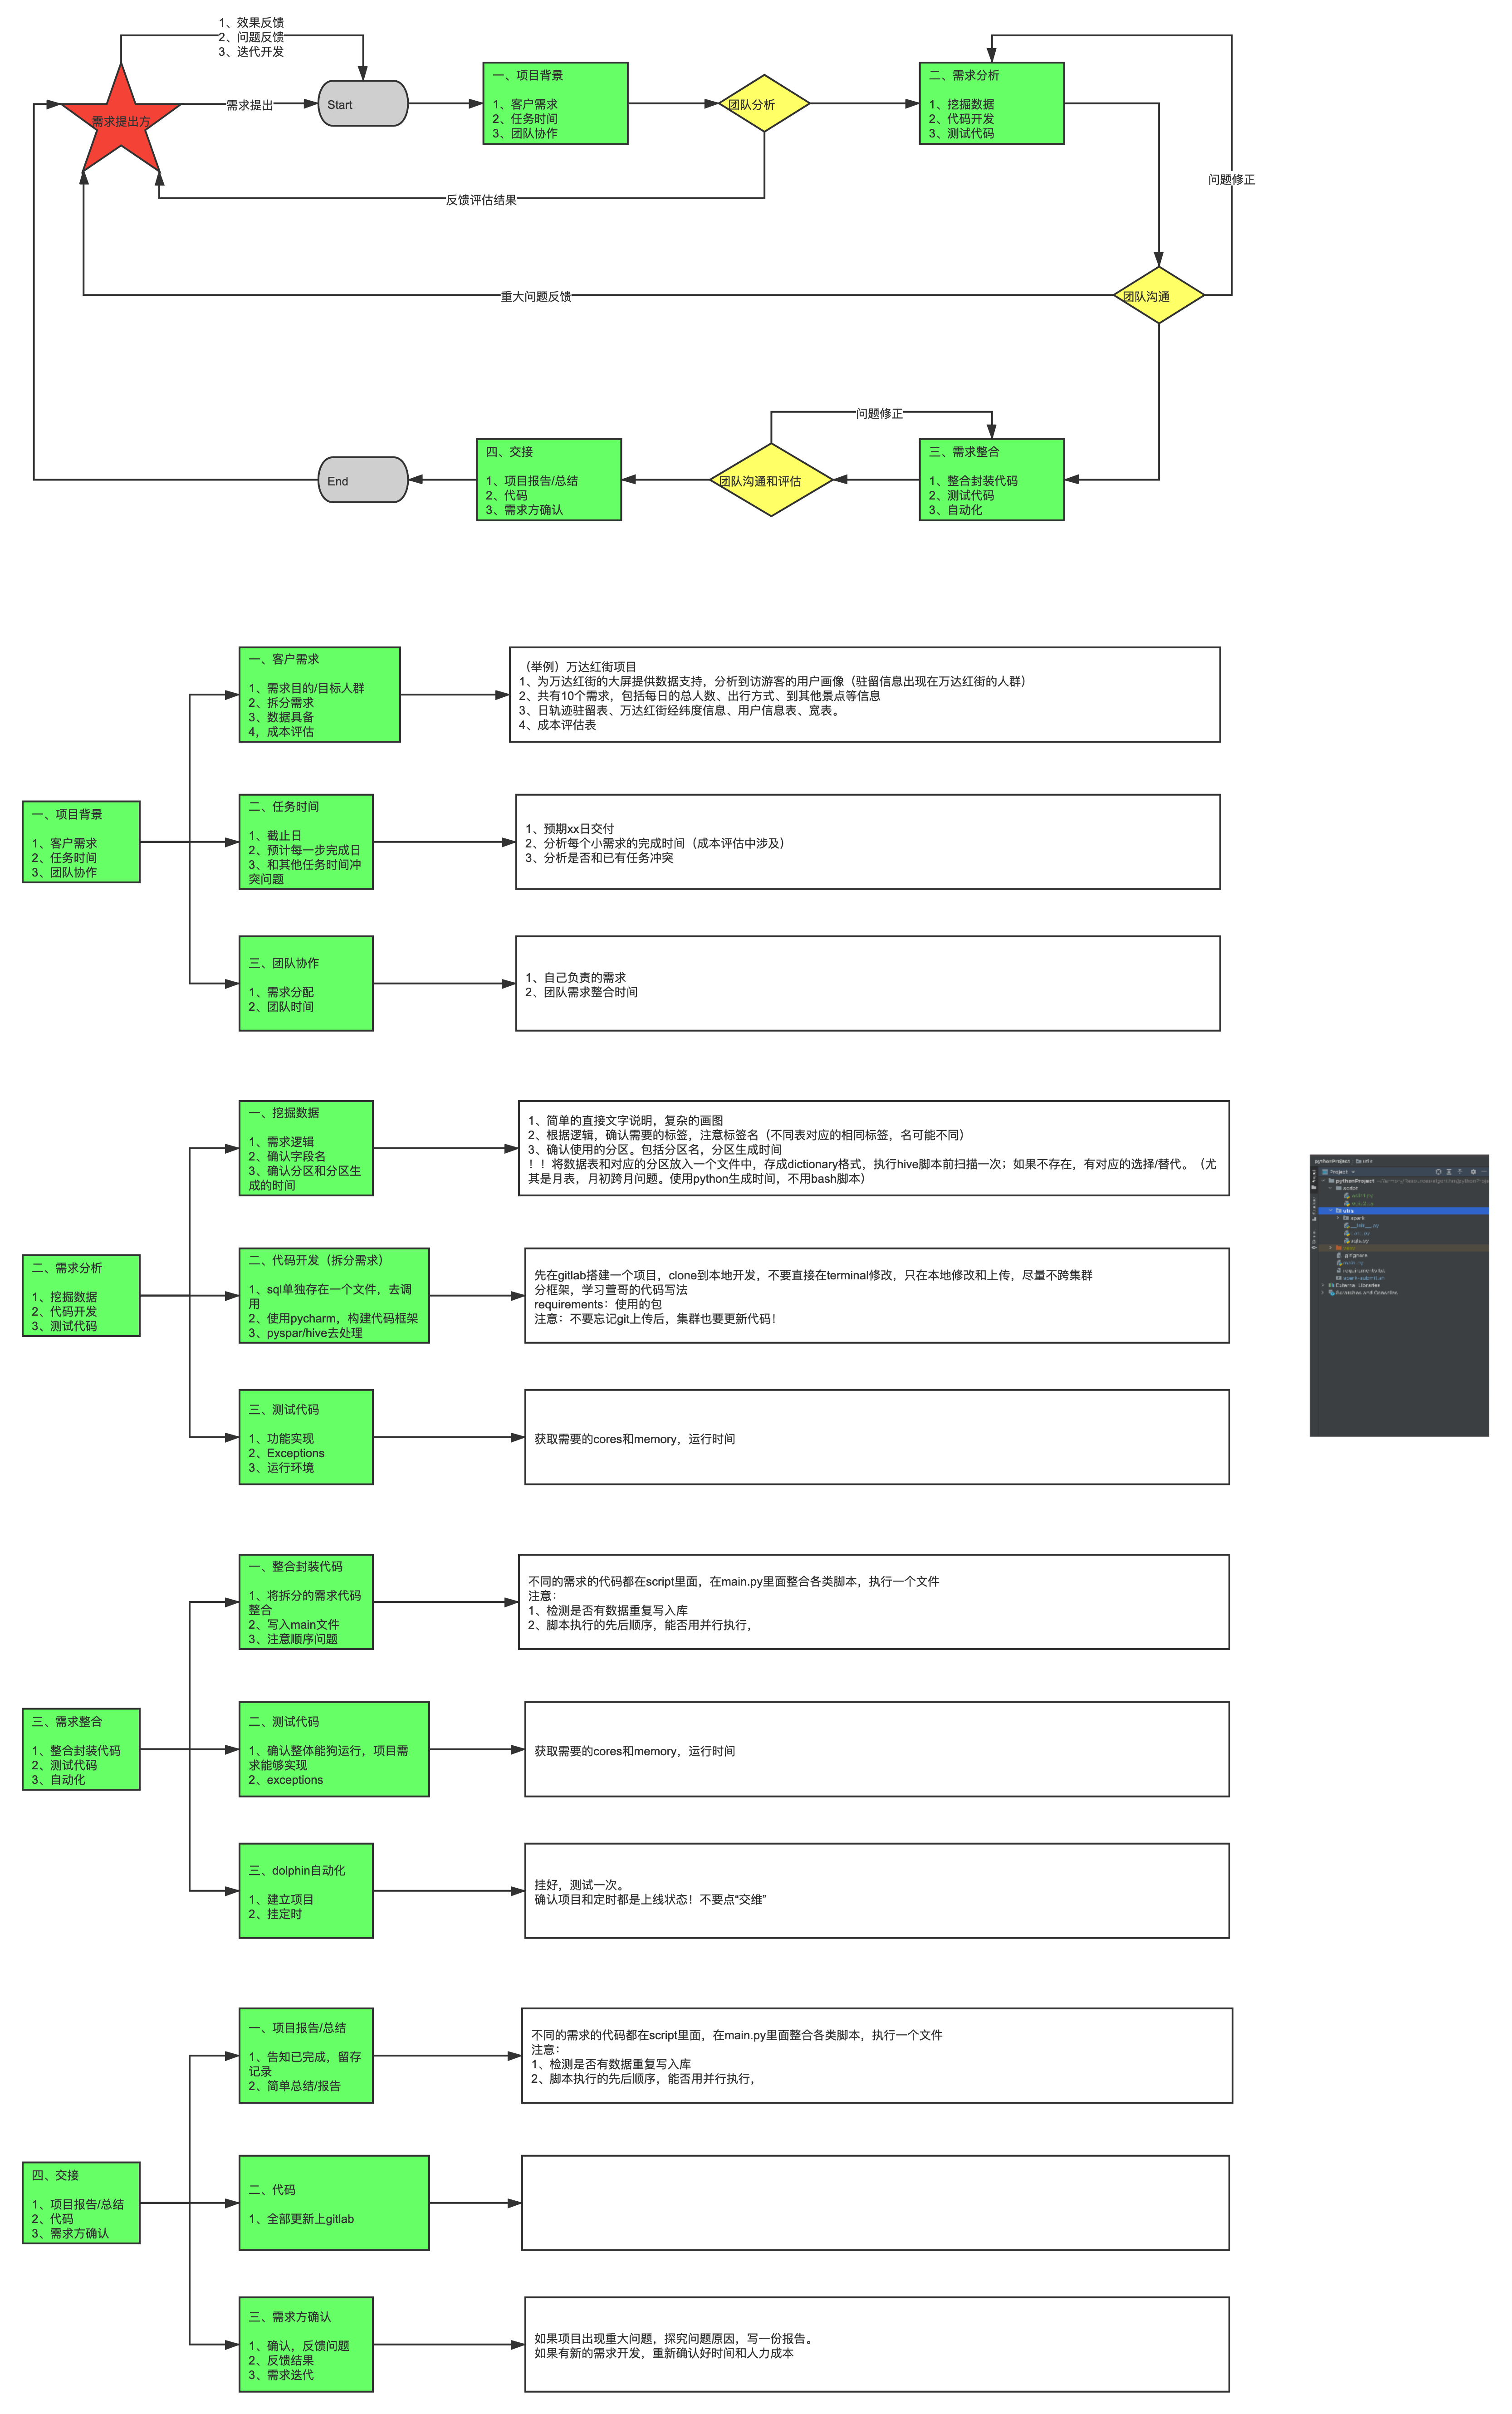 1、效果反馈
2、问题反馈
3、迭代开发
需求提出方
需求提出
Start
一、项目背景
1、客户需求
2、任务时间
3、团队协作
团队分析
二、需求分析
1、挖掘数据
2、代码开发
3、测试代码
问题修正
反馈评估结果
重大问题反馈
团队沟通
问题修正
End
四、交接
1、项目报告/总结
2、代码
3、需求方确认
团队沟通和评估
三、需求整合
1、整合封装代码
2、测试代码
3、自动化
一、项目背景
1、客户需求
2、任务时间
3、团队协作
一、客户需求
1、需求目的/目标人群
2、拆分需求
3、数据具备
4，成本评估
（举例）万达红街项目
1、为万达红街的大屏提供数据支持，分析到访游客的用户画像（驻留信息出现在万达红街的人群）
2、共有10个需求，包括每日的总人数、出行方式、到其他景点等信息
3、日轨迹驻留表、万达红街经纬度信息、用户信息表、宽表。
4、成本评估表
二、任务时间
1、截止日
2、预计每一步完成日
3、和其他任务时间冲
突问题
1、预期xx日交付
2、分析每个小需求的完成时间（成本评估中涉及）
3、分析是否和已有任务冲突
三、团队协作
1、需求分配
2、团队时间
1、自己负责的需求
2、团队需求整合时间
二、需求分析
1、挖掘数据
2、代码开发
3、测试代码
一、挖掘数据
1、需求逻辑
2、确认字段名
3、确认分区和分区生
成的时间
1、简单的直接文字说明，复杂的画图
2、根据逻辑，确认需要的标签，注意标签名（不同表对应的相同标签，名可能不同）
3、确认使用的分区。包括分区名，分区生成时间
！！将数据表和对应的分区放入一个文件中，存成dictionary格式，执行hive脚本前扫描一次；如果不存在，有对应的选择/替代。（尤
其是月表，月初跨月问题。使用python生成时间，不用bash脚本）
二、代码开发（拆分需求）
1、sql单独存在一个文件，去调
用
2、使用pycharm，构建代码框架
3、pyspar/hive去处理
先在gitlab搭建一个项目，clone到本地开发，不要直接在terminal修改，只在本地修改和上传，尽量不跨集群
分框架，学习萱哥的代码写法
requirements：使用的包
注意：不要忘记git上传后，集群也要更新代码！
三、测试代码
1、功能实现
2、Exceptions
3、运行环境
获取需要的cores和memory，运行时间
pythonProject
Project
pythonProject
.gitignore
External Libraries
三、需求整合
1、整合封装代码
2、测试代码
3、自动化
一、整合封装代码
1、将拆分的需求代码
整合
2、写入main文件
3、注意顺序问题
不同的需求的代码都在script里面，在main.py里面整合各类脚本，执行一个文件
注意：
1、检测是否有数据重复写入库
2、脚本执行的先后顺序，能否用并行执行，
二、测试代码
1、确认整体能狗运行，项目需
求能够实现
2、exceptions
获取需要的cores和memory，运行时间
三、dolphin自动化
1、建立项目
2、挂定时
挂好，测试一次。
确认项目和定时都是上线状态！不要点“交维”
四、交接
1、项目报告/总结
2、代码
3、需求方确认
一、项目报告/总结
1、告知已完成，留存
记录
2、简单总结/报告
不同的需求的代码都在script里面，在main.py里面整合各类脚本，执行一个文件
注意：
1、检测是否有数据重复写入库
2、脚本执行的先后顺序，能否用并行执行，
二、代码
1、全部更新上gitlab
三、需求方确认
1、确认，反馈问题
2、反馈结果
3、需求迭代
如果项目出现重大问题，探究问题原因，写一份报告。
如果有新的需求开发，重新确认好时间和人力成本